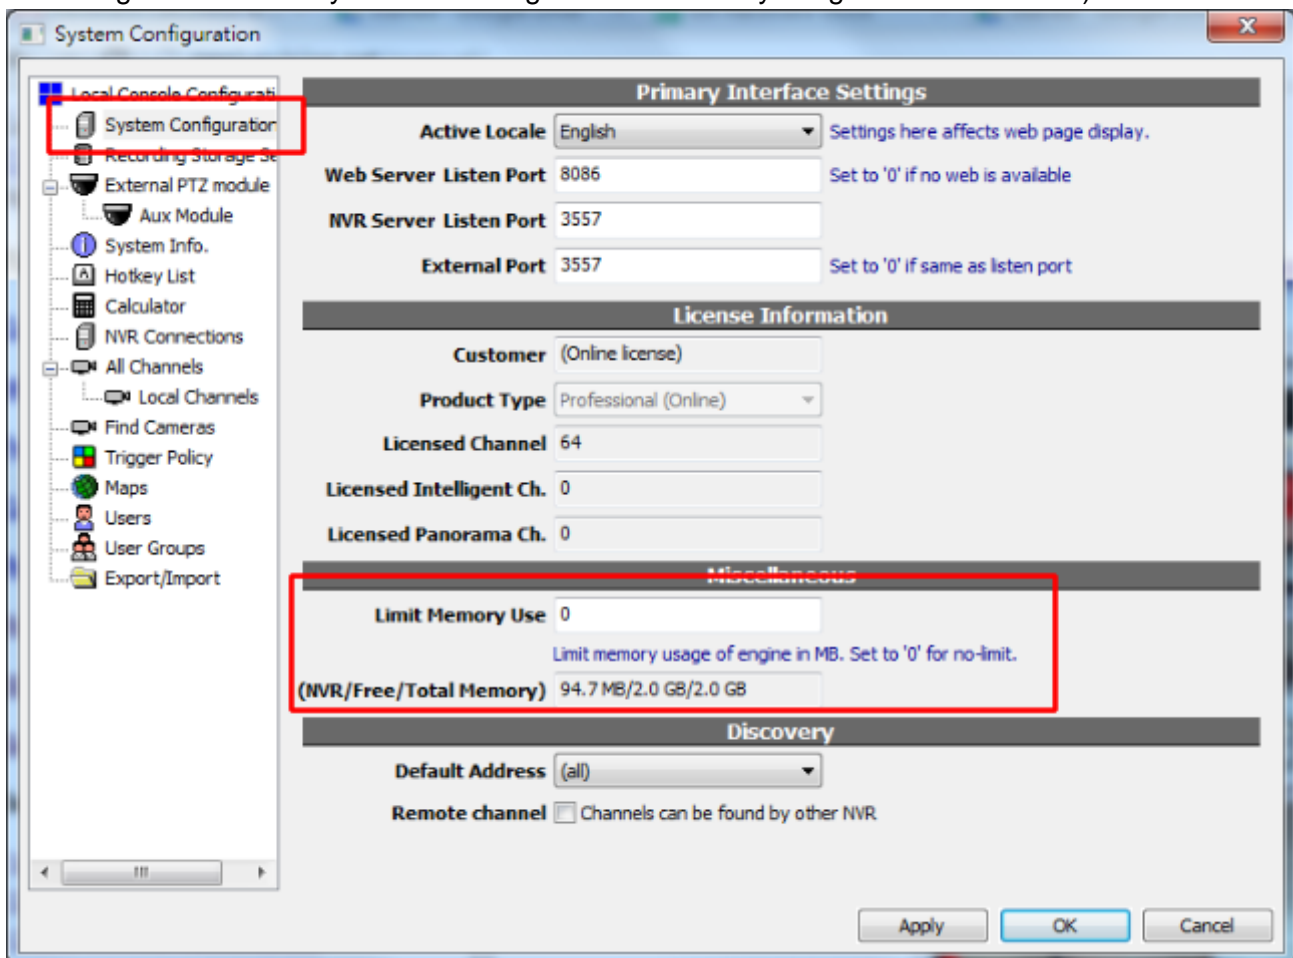 System Configuration
Local Console Configurati
System Configuration
Recording Storage Se
External PTZ module
Aux Module
System Info.
Hotkey List
Calculator
NVR Connections
All Channels
Local Channels
Find Cameras
Trigger Policy
Maps
Users
User Groups
Export/Import
Primary Interface Settings
Active Locale English Settings here affects web page display.
Web Server Listen Port 8086 Set to '0' if no web is available
NVR Server Listen Port 3557
External Port 3557 Set to '0' if same as listen port
License Information
Customer (Online license)
Product Type Professional (Online)
Licensed Channel 64
Licensed Intelligent Ch. 0
Licensed Panorama Ch. 0
Miscellaneous
Limit Memory Use 0
Limit memory usage of engine in MB. Set to '0' for no-limit.
(NVR/Free/Total Memory) 94.7 MB/2.0 GB/2.0 GB
Discovery
Default Address (all)
Remote channel Channels can be found by other NVR
Apply OK Cancel